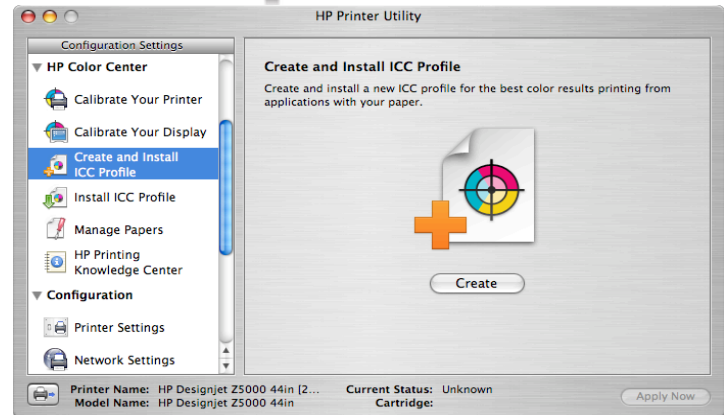 HP Printer Utility
Configuration Settings
HP Color Center
Calibrate Your Printer
Calibrate Your Display
Create and Install
ICC Profile
Install ICC Profile
Manage Papers
HP Printing
Knowledge Center
Configuration
Printer Settings
Network Settings
Create and Install ICC Profile
Create and install a new ICC profile for the best color results printing from
applications with your paper.
Create
Printer Name: HP Designjet Z5000 44in [2... Current Status: Unknown
Model Name: HP Designjet Z5000 44in Cartridge:
Apply Now